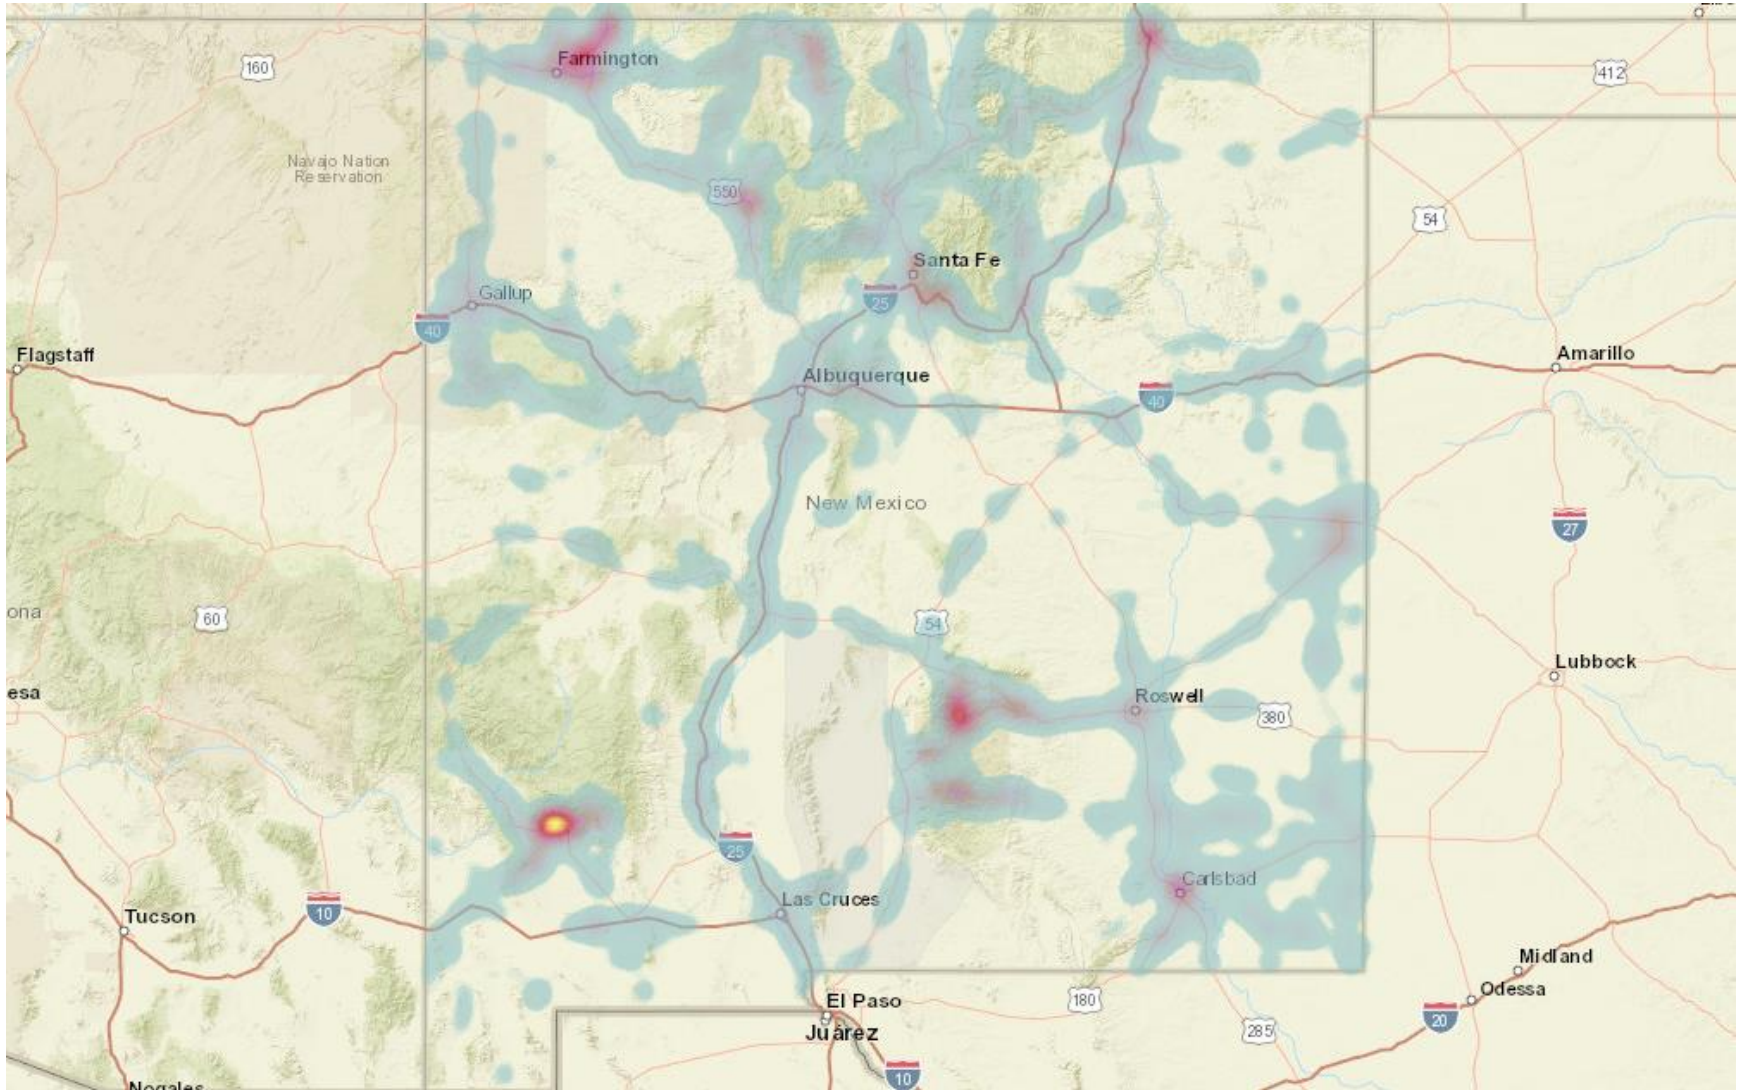 160
Farmington
412
Navajo Nation
Reservation
550
54
Santa Fe
25
Gallup
40
Flagstaff
Amarillo
Albuquerque
40
New Mexico
27
ona
60
54
Lubbock
esa
Roswell
380
25
Carlsbad
Las Cruces
10
Tucson
Midland
Odessa
El Paso
180
20
Juárez
285
10
Nogales